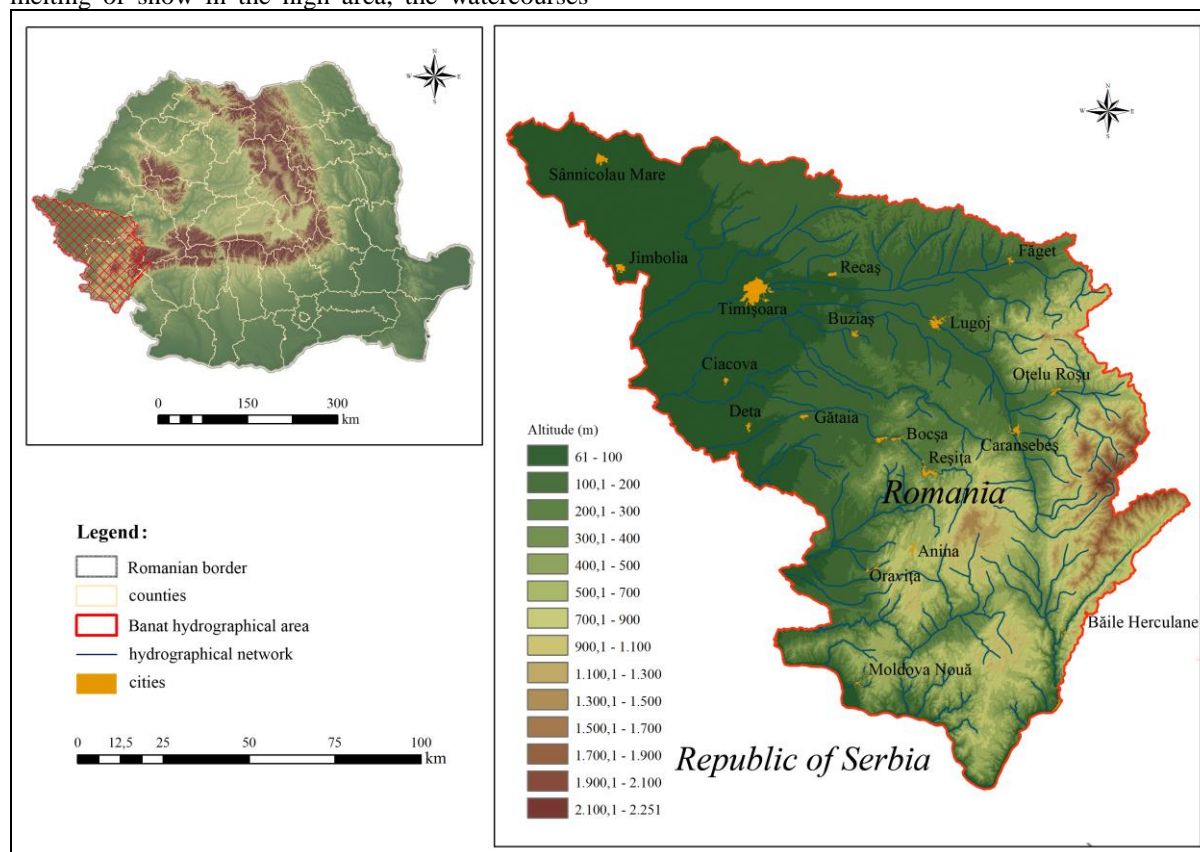 melting of snow in the high area, the watercourses
N
W E
S
0 150 300
km
Legend:
Romanian border
counties
Banat hydrographical area
hydrographical network
cities
0 12,5 25 50 75 100
km
N
W E
S
Sânnicolau Mare
Jimbolia
Timişoara
Recaş
Făget
Buziaş
Lugoj
Ciacova
Oţelu Roşu
Deta
Gătaia
Bocşa
Caransebeş
Reşiţa
Romania
Anina
Oraviţa
Băile Herculane
Moldova Nouă
Republic of Serbia
Altitude (m)
61 - 100
100,1 - 200
200,1 - 300
300,1 - 400
400,1 - 500
500,1 - 700
700,1 - 900
900,1 - 1.100
1.100,1 - 1.300
1.300,1 - 1.500
1.500,1 - 1.700
1.700,1 - 1.900
1.900,1 - 2.100
2.100,1 - 2.251